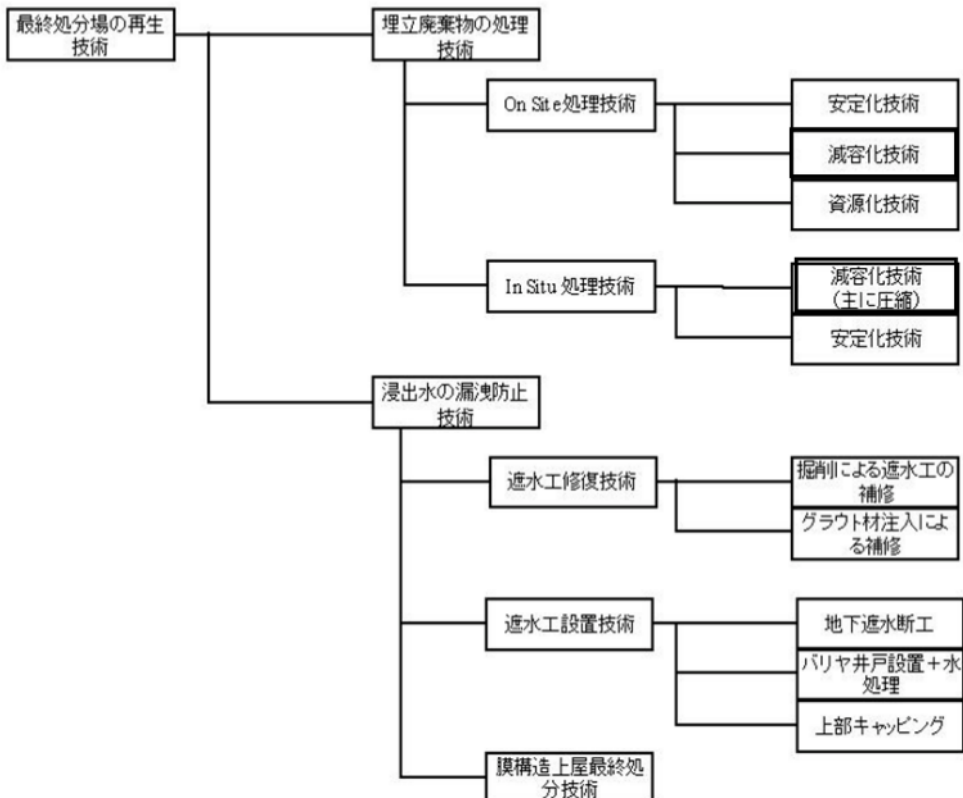 最終処分場の再生
技術
埋立廃棄物の処理
技術
On Site処理技術
安定化技術
減容化技術
資源化技術
In Situ 処理技術
減容化技術
(主に圧縮)
安定化技術
浸出水の漏洩防止
技術
遮水工修復技術
掘削による遮水工の
補修
グラウト材注入によ
る補修
遮水工設置技術
地下遮水断工
バリヤ井戸設置+水
処理
上部キャッピング
膜構造上屋最終処
分技術